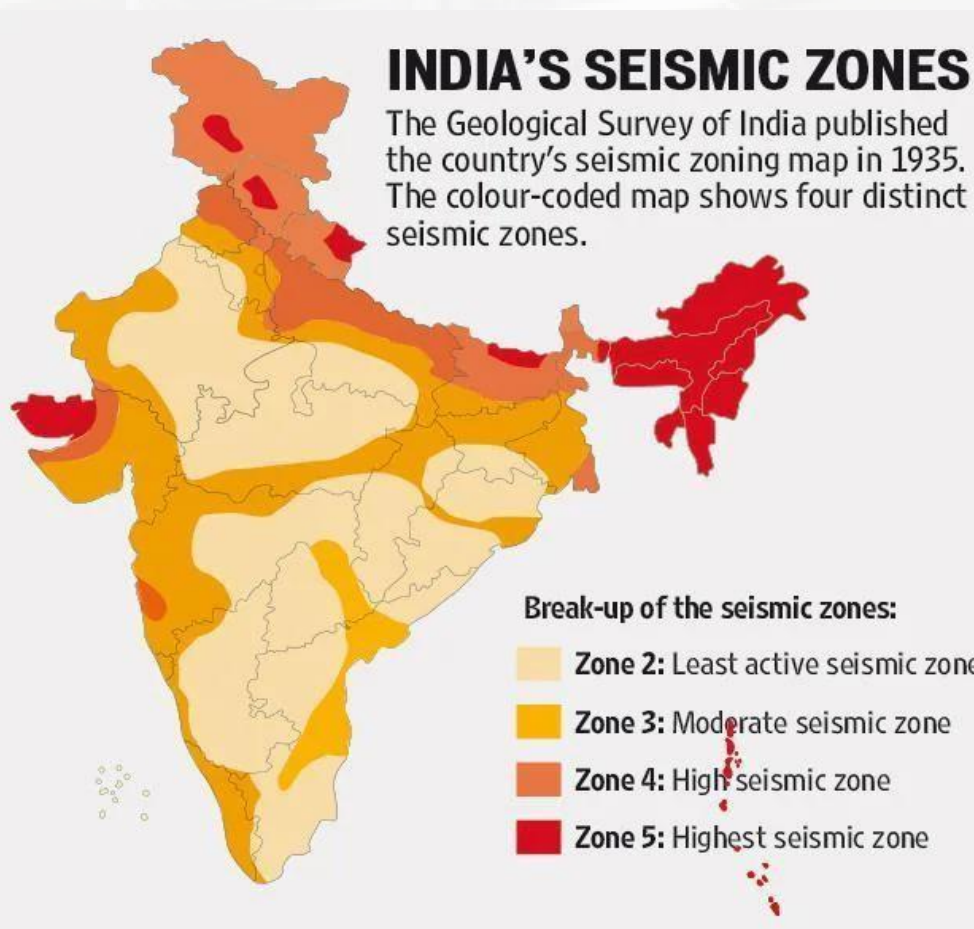 INDIA'S SEISMIC ZONES
The Geological Survey of India published
the country's seismic zoning map in 1935.
The colour-coded map shows four distinct
seismic zones.
Break-up of the seismic zones:
Zone 2: Least active seismic zone
Zone 3: Moderate seismic zone
Zone 4: High seismic zone
Zone 5: Highest seismic zone